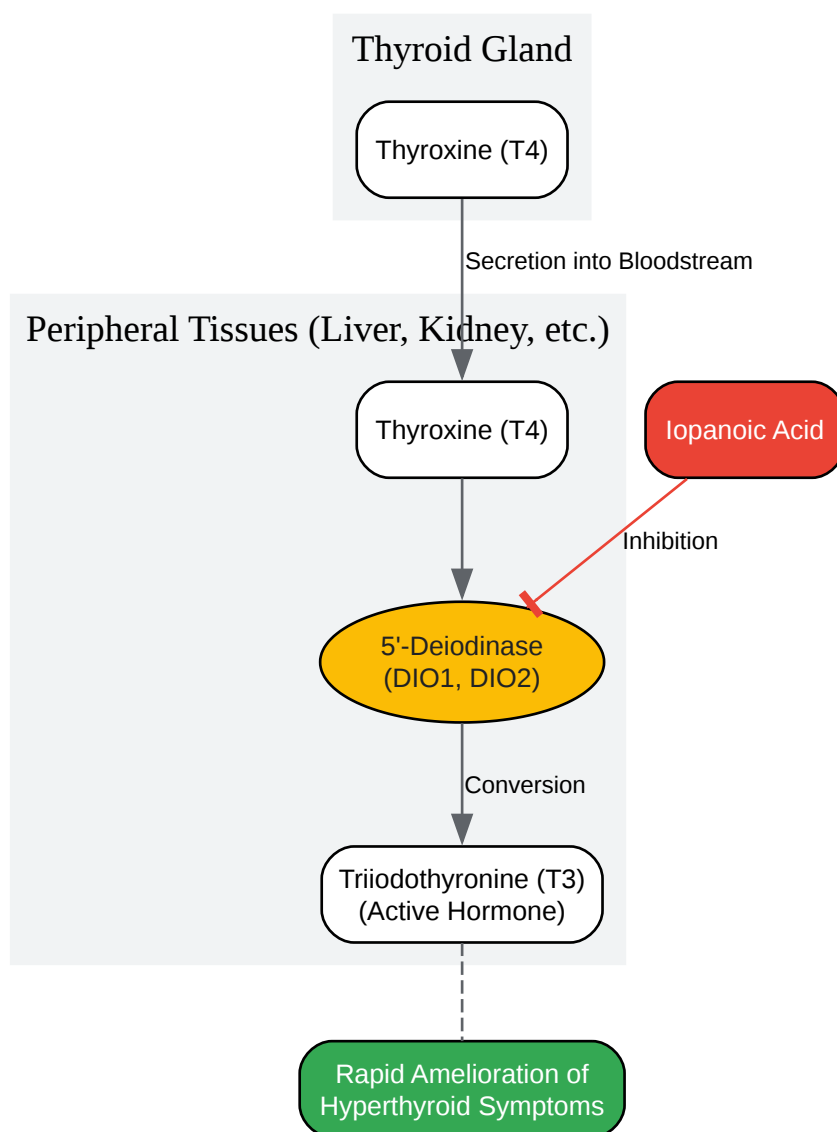 Thyroid Gland
Thyroxine (T4)
Secretion into Bloodstream
Peripheral Tissues (Liver, Kidney, etc.)
Thyroxine (T4)
Iopanoic Acid
Inhibition
5'-Deiodinase
(DIO1, DIO2)
Conversion
Triiodothyronine (T3)
(Active Hormone)
Rapid Amelioration of
Hyperthyroid Symptoms